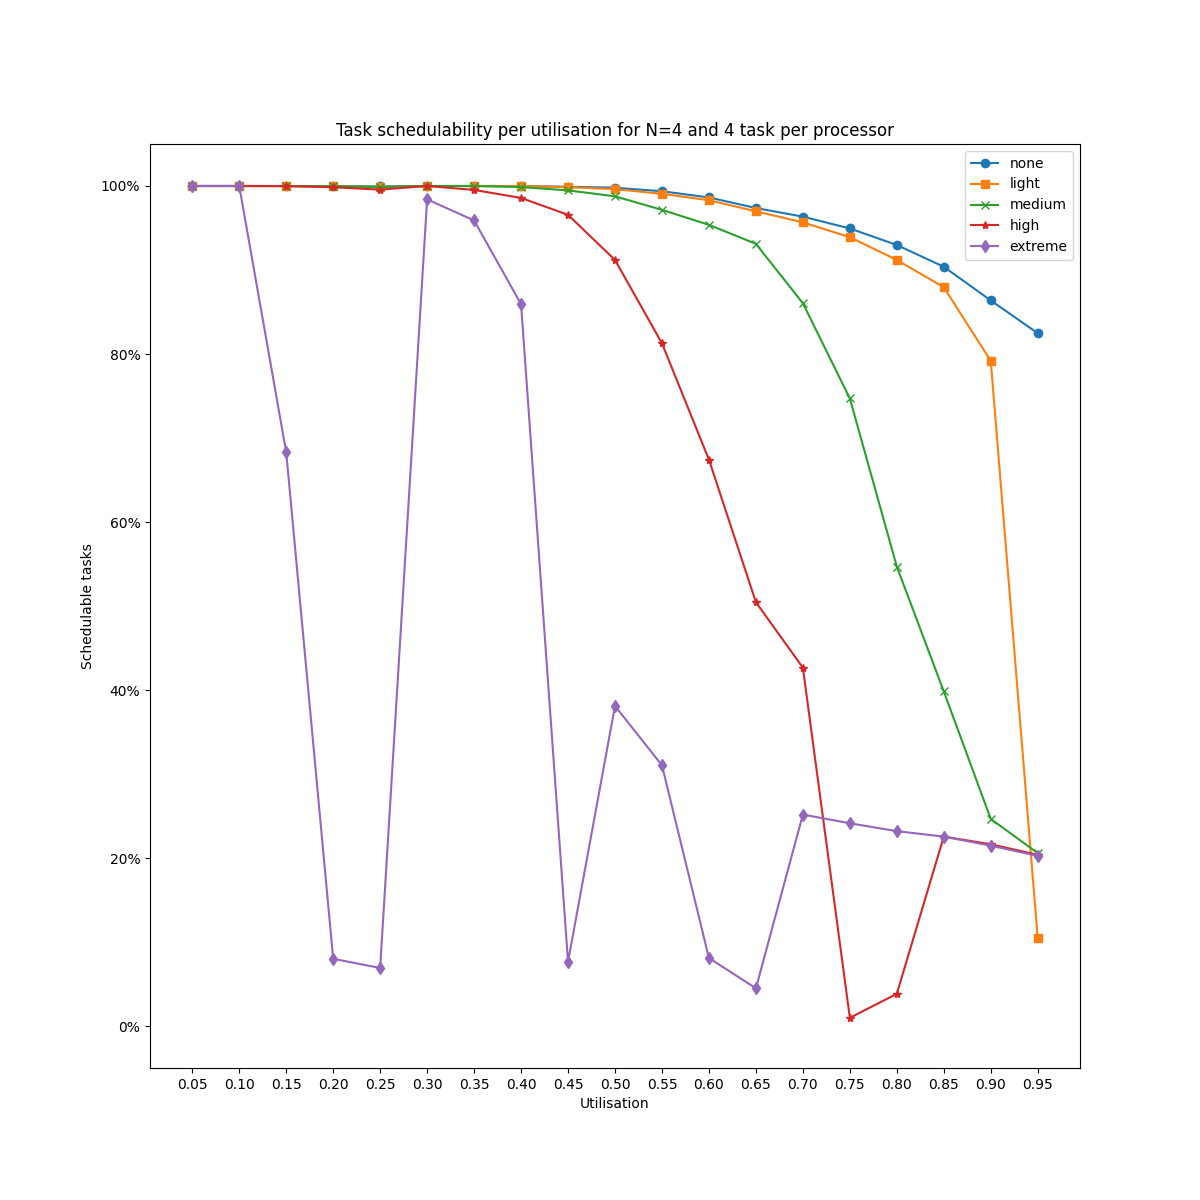 Task schedulability per utilisation for N=4 and 4 task per processor
none
light
medium
high
extreme
100%
80%
60%
40%
20%
0%
Schedulable tasks
0.05 0.10 0.15 0.20 0.25 0.30 0.35 0.40 0.45 0.50 0.55 0.60 0.65 0.70 0.75 0.80 0.85 0.90 0.95
Utilisation